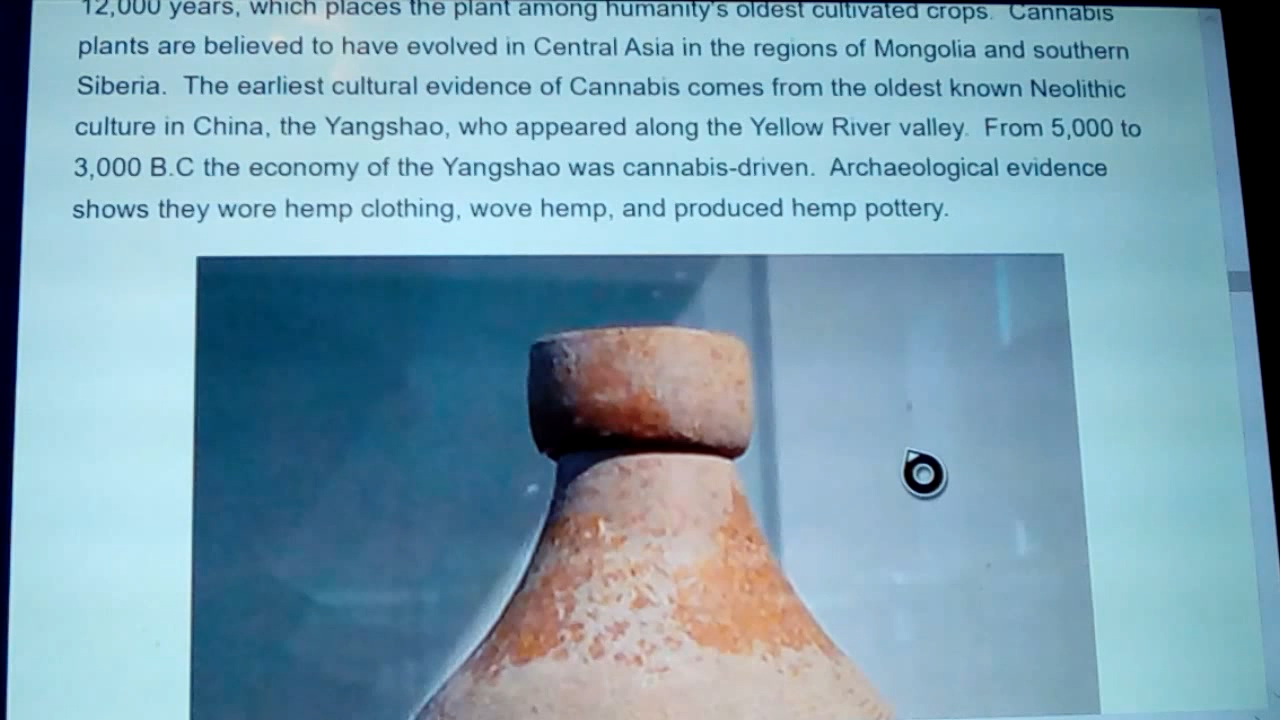 12,000 years, which places the plant among humanity's oldest cultivated crops. Cannabis
plants are believed to have evolved in Central Asia in the regions of Mongolia and southern
Siberia. The earliest cultural evidence of Cannabis comes from the oldest known Neolithic
culture in China, the Yangshao, who appeared along the Yellow River valley. From 5,000 to
3,000 B.C the economy of the Yangshao was cannabis-driven. Archaeological evidence
shows they wore hemp clothing, wove hemp, and produced hemp pottery.